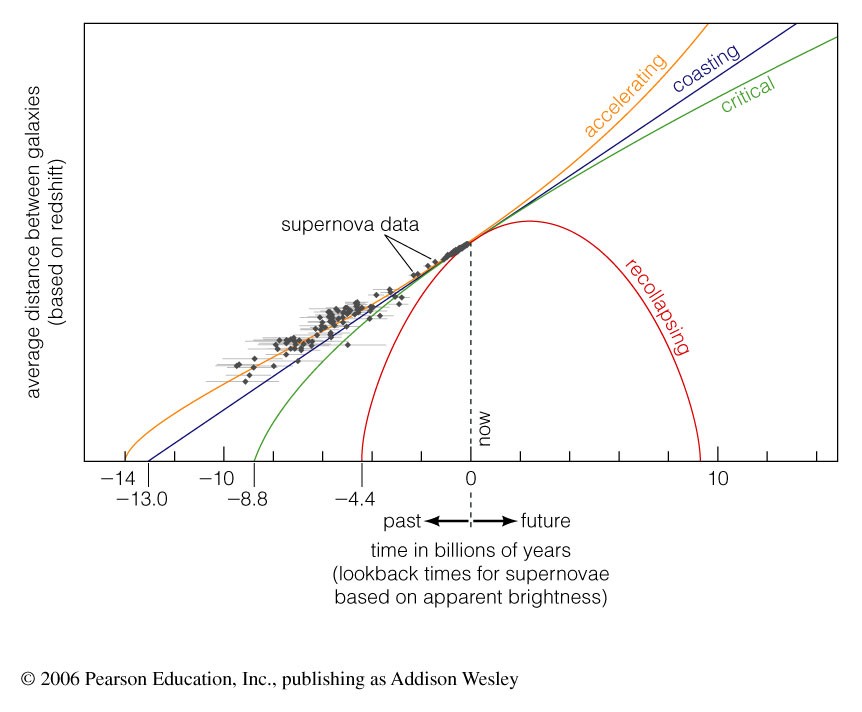 average distance between galaxies
(based on redshift)
supernova data
accelerating
coasting
critical
recollapsing
now
−14
−10
0
10
−13.0
−8.8
−4.4
past
future
time in billions of years
(lookback times for supernovae
based on apparent brightness)
© 2006 Pearson Education, Inc., publishing as Addison Wesley